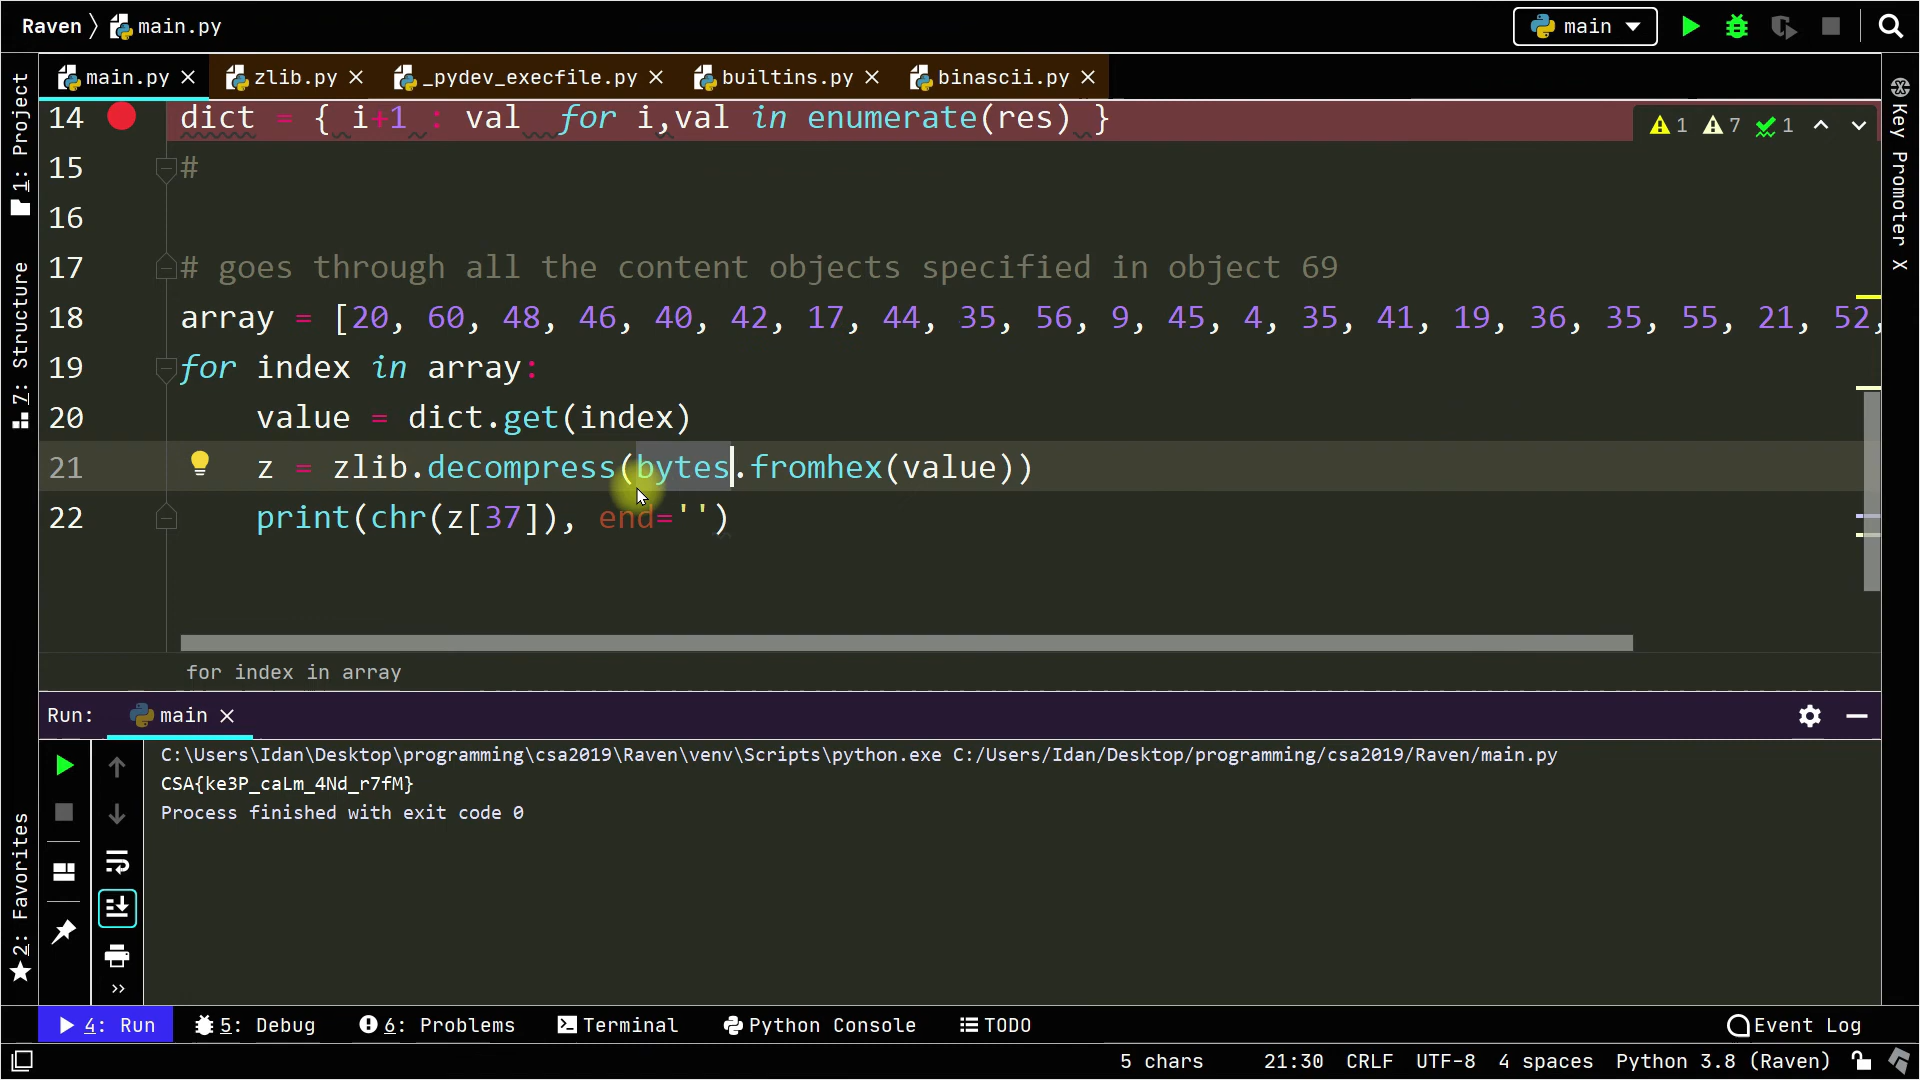 Raven main.py
main
main.py zlib.py _pydev_execfile.py builtins.py binascii.py
14 dict = { i+1 : val for i,val in enumerate(res) }
1 7 1
15 #
16
17 # goes through all the content objects specified in object 69
18 array = [20, 60, 48, 46, 40, 42, 17, 44, 35, 56, 9, 45, 4, 35, 41, 19, 36, 35, 55, 21, 52,
19 for index in array:
20 value = dict.get(index)
21 z = zlib.decompress(bytes.fromhex(value))
22 print(chr(z[37]), end='')
for index in array
1: Project
7: Structure
2: Favorites
Key Promoter X
Run: main
C:\Users\Idan\Desktop\programming\csa2019\Raven\venv\Scripts\python.exe C:/Users/Idan/Desktop/programming/csa2019/Raven/main.py
CSA{ke3P_caLm_4Nd_r7fM}
Process finished with exit code 0
4: Run 5: Debug 6: Problems Terminal Python Console TODO Event Log
5 chars 21:30 CRLF UTF-8 4 spaces Python 3.8 (Raven)